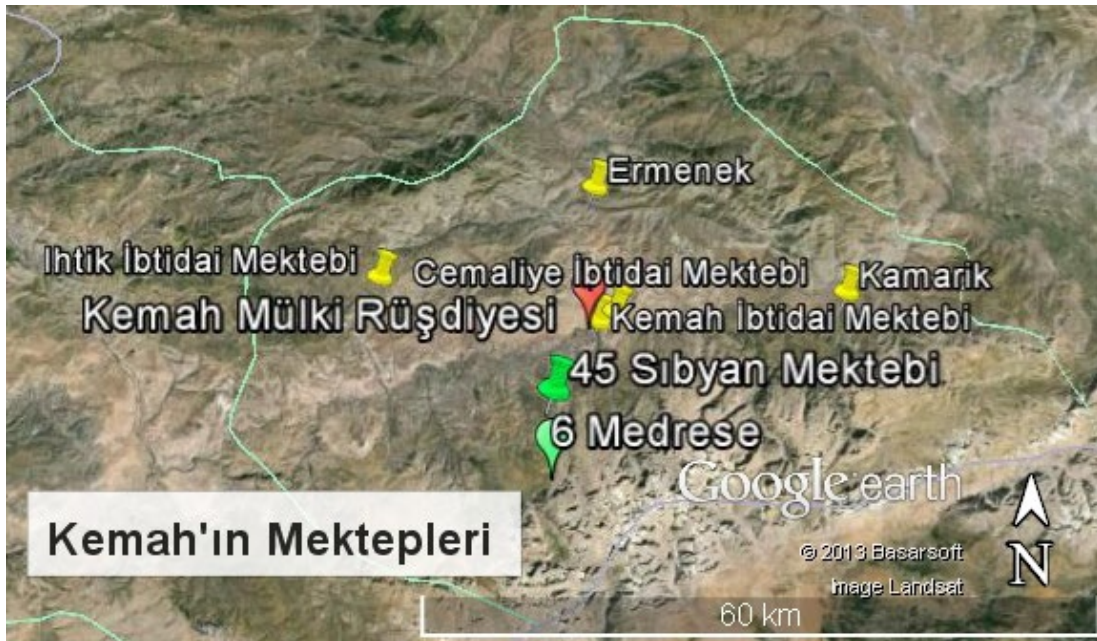 Ermenek
Ihtik İbtidai Mektebi
Cemaliye İbtidai Mektebi
Kamarik
Kemah Mülki Rüşdiyesi
Kemah İbtidai Mektebi
45 Sıbyan Mektebi
6 Medrese
Google earth
Kemah'ın Mektepleri
© 2013 Basarsoft
Image Landsat
N
60 km